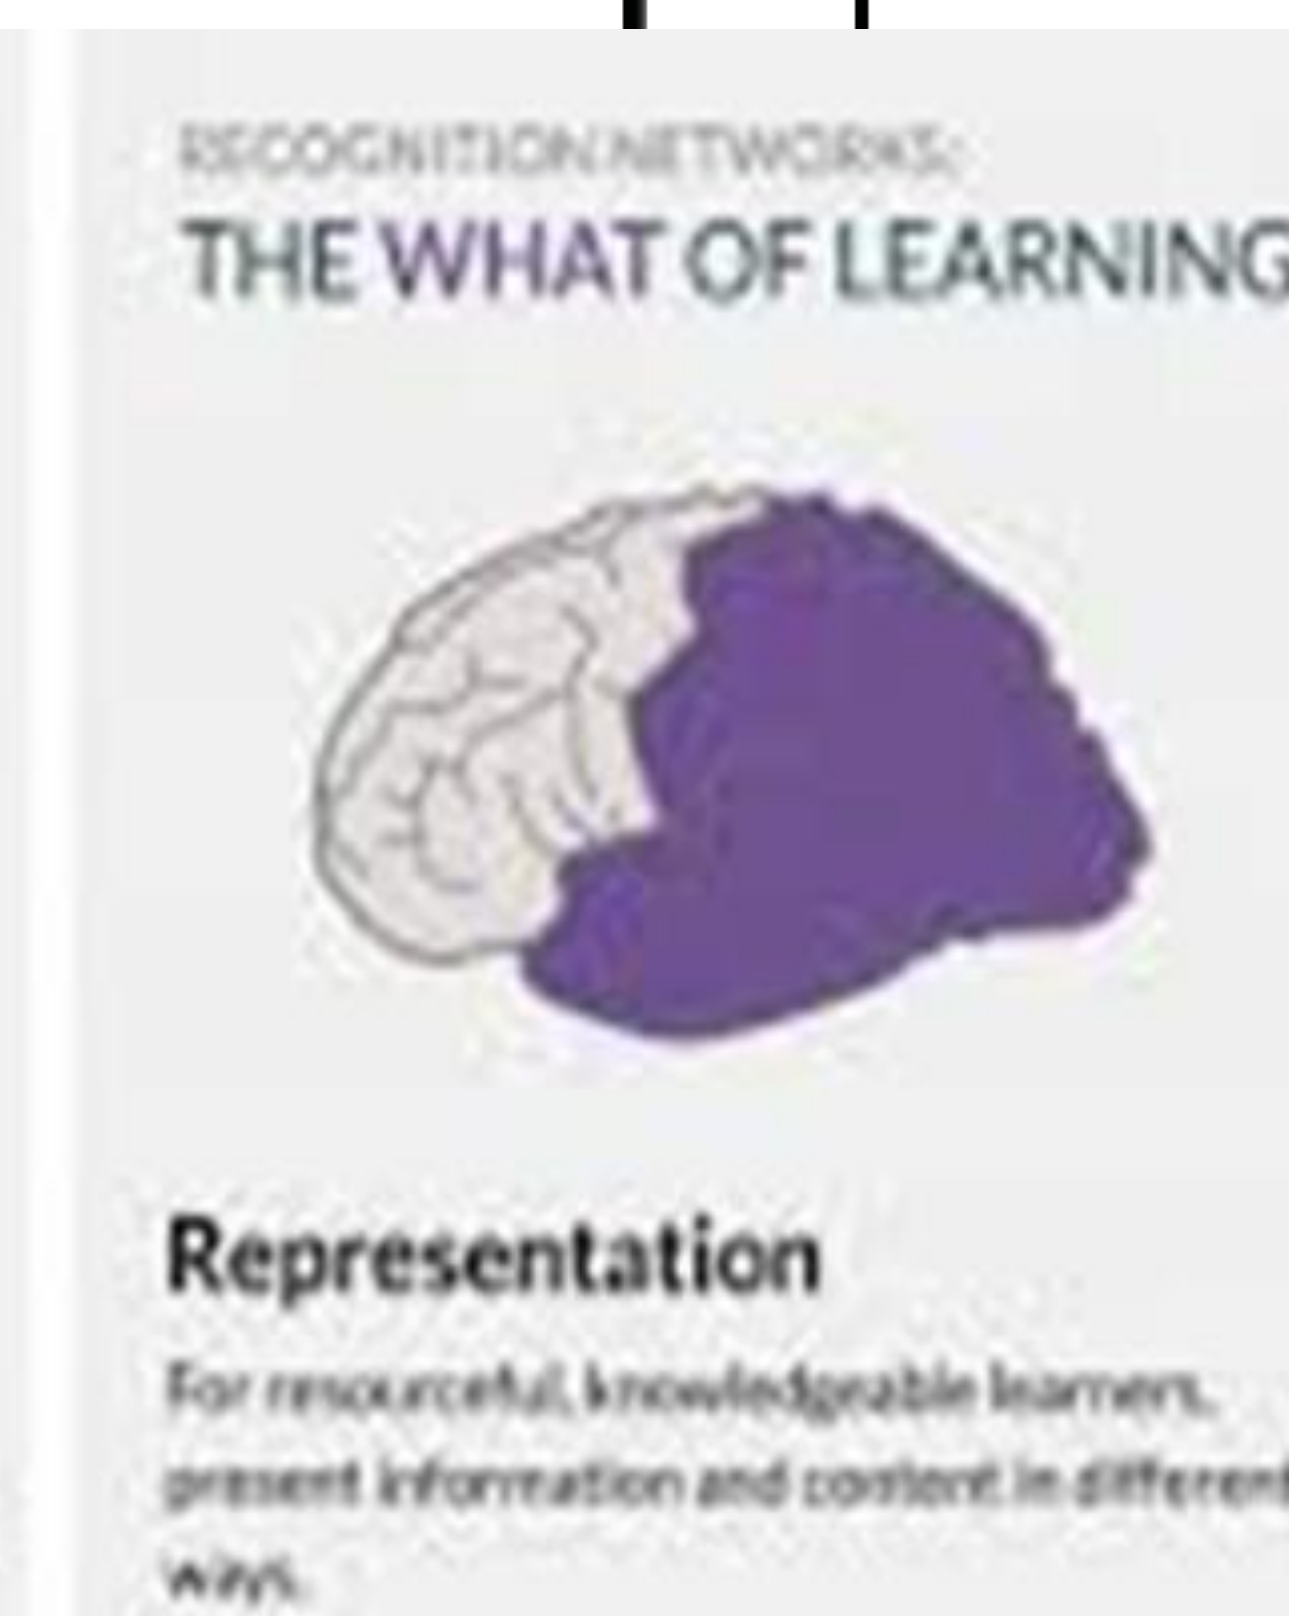 RECOGNITION NETWORKS:
THE WHAT OF LEARNING
Representation
For resourceful, knowledgeable learners,
present information and content in different
ways.